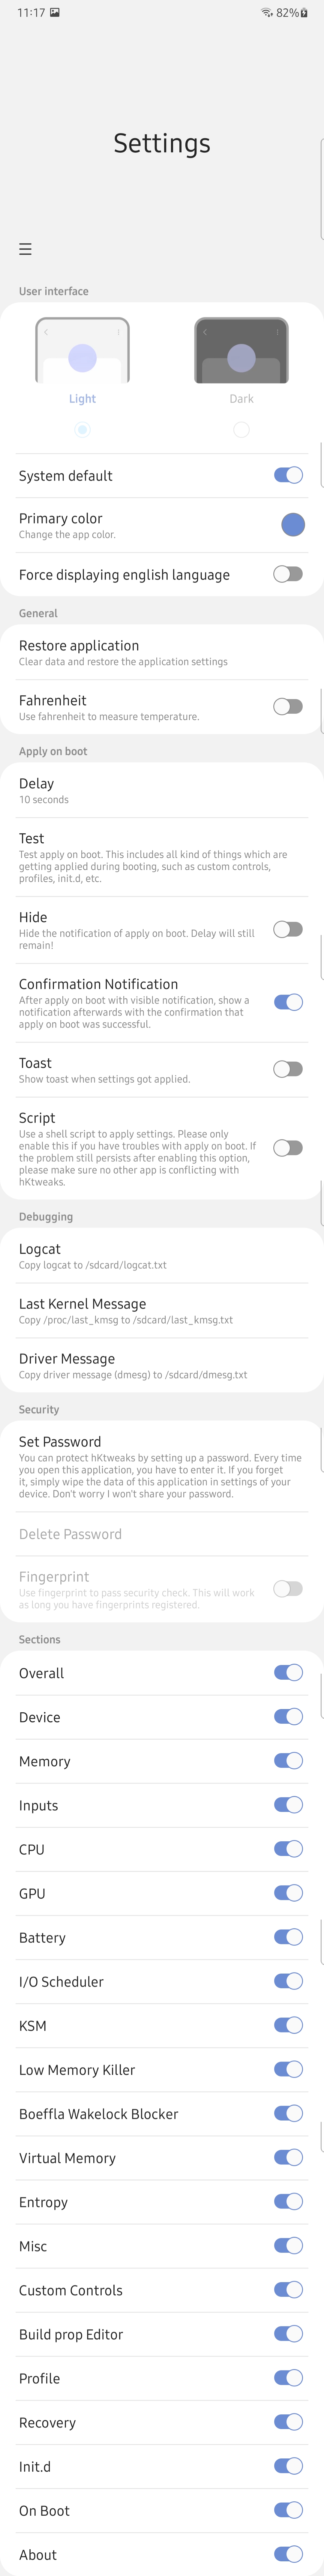 11:17 82%
Settings
User interface
Light Dark
System default
Primary color
Change the app color.
Force displaying english language
General
Restore application
Clear data and restore the application settings
Fahrenheit
Use fahrenheit to measure temperature.
Apply on boot
Delay
10 seconds
Test
Test apply on boot. This includes all kind of things which are
getting applied during booting, such as custom controls,
profiles, init.d, etc.
Hide
Hide the notification of apply on boot. Delay will still
remain!
Confirmation Notification
After apply on boot with visible notification, show a
notification afterwards with the confirmation that
apply on boot was successful.
Toast
Show toast when settings got applied.
Script
Use a shell script to apply settings. Please only
enable this if you have troubles with apply on boot. If
the problem still persists after enabling this option,
please make sure no other app is conflicting with
hKtweaks.
Debugging
Logcat
Copy logcat to /sdcard/logcat.txt
Last Kernel Message
Copy /proc/last_kmsg to /sdcard/last_kmsg.txt
Driver Message
Copy driver message (dmesg) to /sdcard/dmesg.txt
Security
Set Password
You can protect hKtweaks by setting up a password. Every time
you open this application, you have to enter it. If you forget
it, simply wipe the data of this application in settings of your
device. Don't worry I won't share your password.
Delete Password
Fingerprint
Use fingerprint to pass security check. This will work
as long you have fingerprints registered.
Sections
Overall
Device
Memory
Inputs
CPU
GPU
Battery
I/O Scheduler
KSM
Low Memory Killer
Boeffla Wakelock Blocker
Virtual Memory
Entropy
Misc
Custom Controls
Build prop Editor
Profile
Recovery
Init.d
On Boot
About